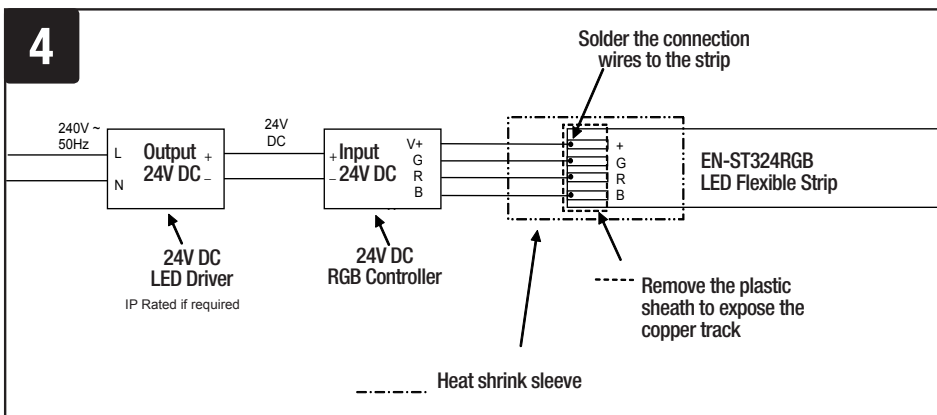 4
Solder the connection
wires to the strip
240V ~
50Hz
24V
DC
L
N
Output
24V DC
+
–
+
–
Input
24V DC
V+
G
R
B
+
G
R
B
EN-ST324RGB
LED Flexible Strip
24V DC
LED Driver
IP Rated if required
24V DC
RGB Controller
Remove the plastic
sheath to expose the
copper track
Heat shrink sleeve